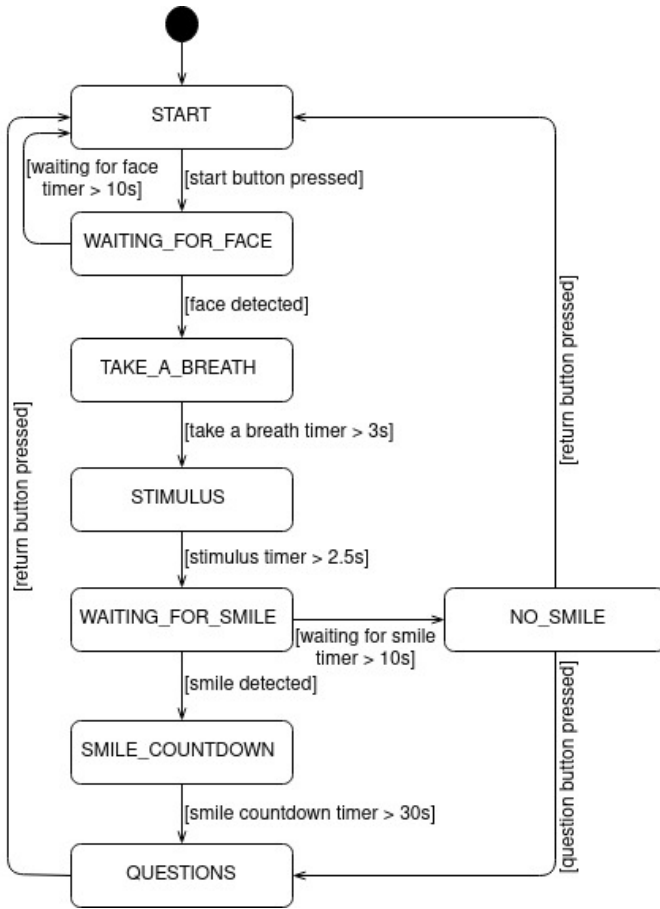 START
[waiting for face
timer > 10s]
[start button pressed]
WAITING_FOR_FACE
[face detected]
TAKE_A_BREATH
[take a breath timer > 3s]
STIMULUS
[stimulus timer > 2.5s]
WAITING_FOR_SMILE
[waiting for smile
timer > 10s]
NO_SMILE
[smile detected]
SMILE_COUNTDOWN
[smile countdown timer > 30s]
QUESTIONS
[return button pressed]
[return button pressed]
[question button pressed]